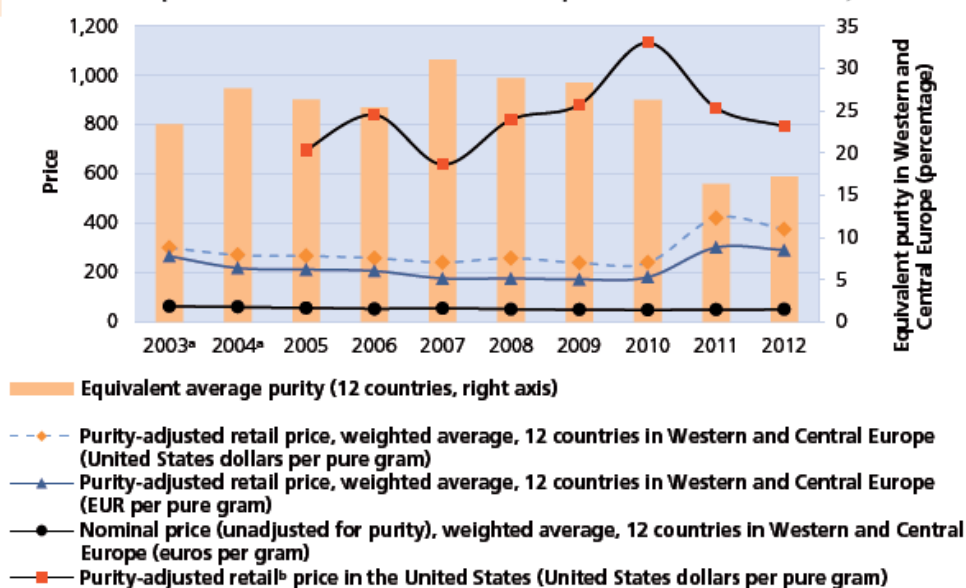 1,200
1,000
800
600
400
200
0
Price
35
30
25
20
15
10
5
0
Equivalent purity in Western and
Central Europe (percentage)
2003ᵃ 2004ᵃ 2005 2006 2007 2008 2009 2010 2011 2012
Equivalent average purity (12 countries, right axis)
Purity-adjusted retail price, weighted average, 12 countries in Western and Central Europe
(United States dollars per pure gram)
Purity-adjusted retail price, weighted average, 12 countries in Western and Central Europe
(EUR per pure gram)
Nominal price (unadjusted for purity), weighted average, 12 countries in Western and Central
Europe (euros per gram)
Purity-adjusted retailᵇ price in the United States (United States dollars per pure gram)